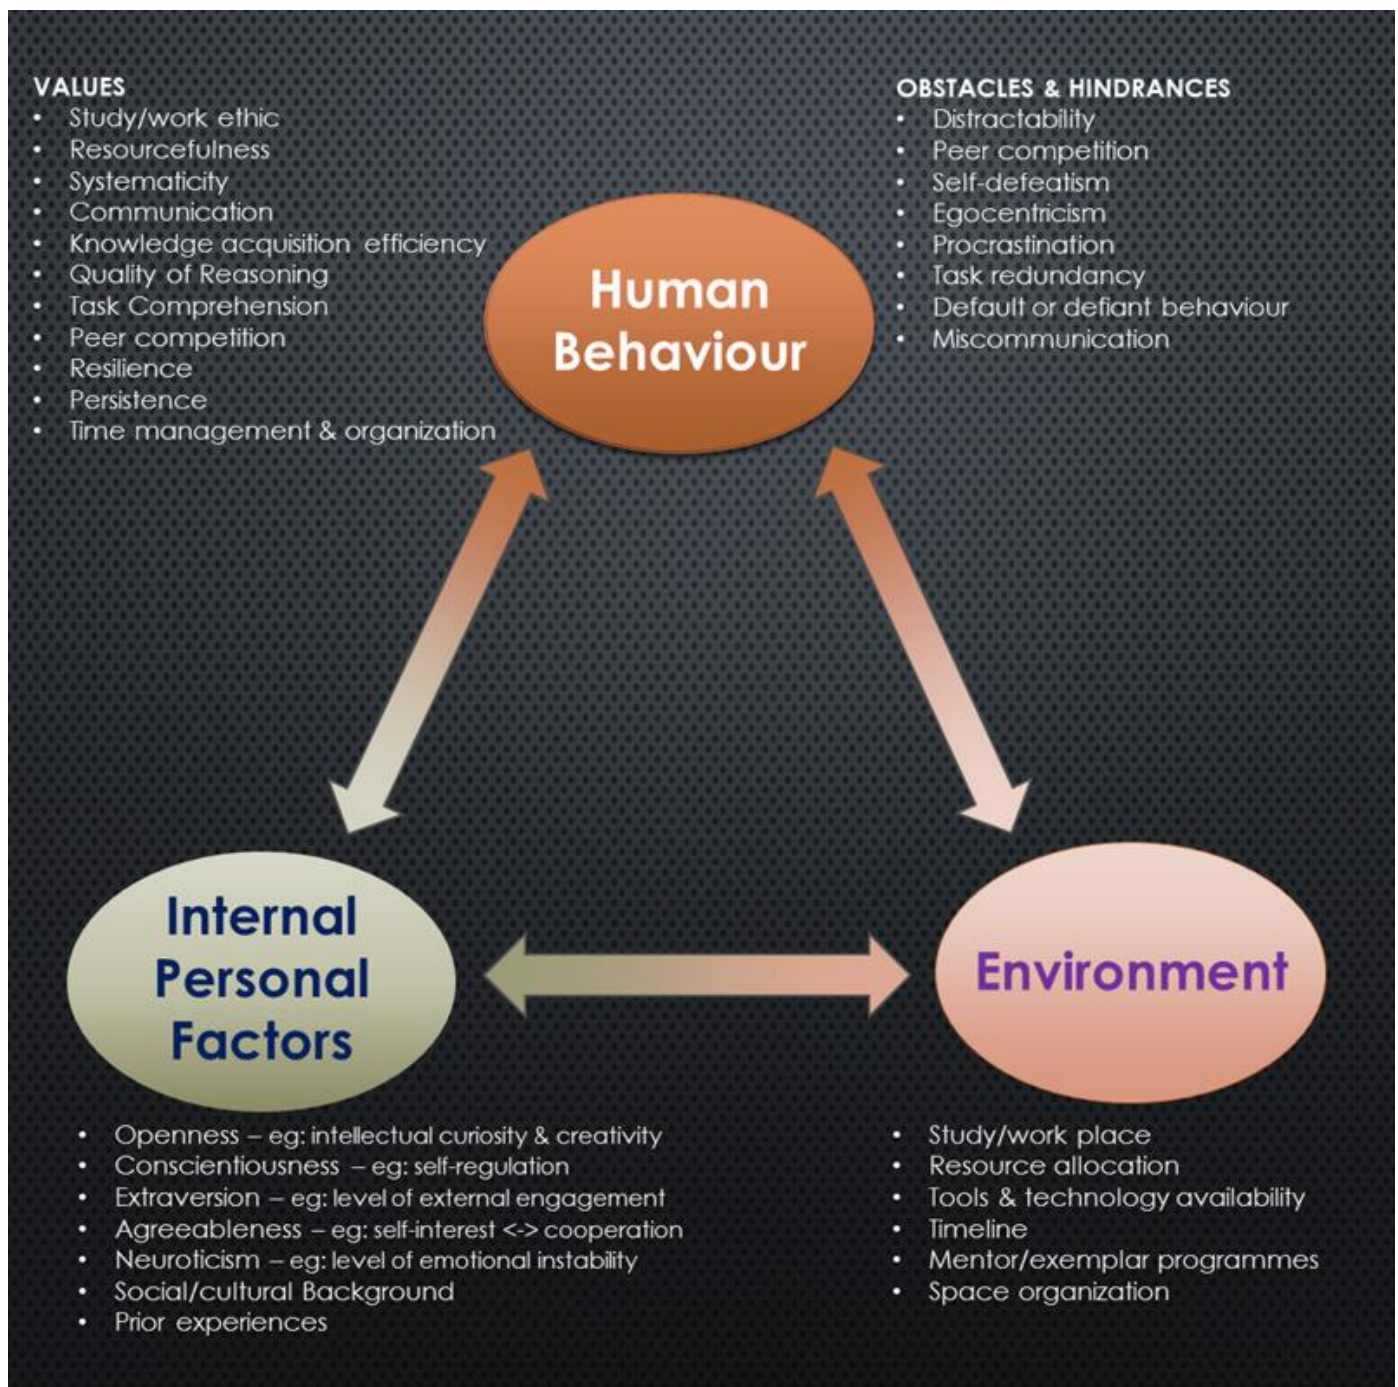 VALUES
• Study/work ethic
• Resourcefulness
• Systematicity
• Communication
• Knowledge acquisition efficiency
• Quality of Reasoning
• Task Comprehension
• Peer competition
• Resilience
• Persistence
• Time management & organization
OBSTACLES & HINDRANCES
• Distractability
• Peer competition
• Self-defeatism
• Egocentricism
• Procrastination
• Task redundancy
• Default or defiant behaviour
• Miscommunication
Human
Behaviour
Internal
Personal
Factors
Environment
• Openness – eg: intellectual curiosity & creativity
• Conscientiousness – eg: self-regulation
• Extraversion – eg: level of external engagement
• Agreeableness – eg: self-interest <-> cooperation
• Neuroticism – eg: level of emotional instability
• Social/cultural Background
• Prior experiences
• Study/work place
• Resource allocation
• Tools & technology availability
• Timeline
• Mentor/exemplar programmes
• Space organization